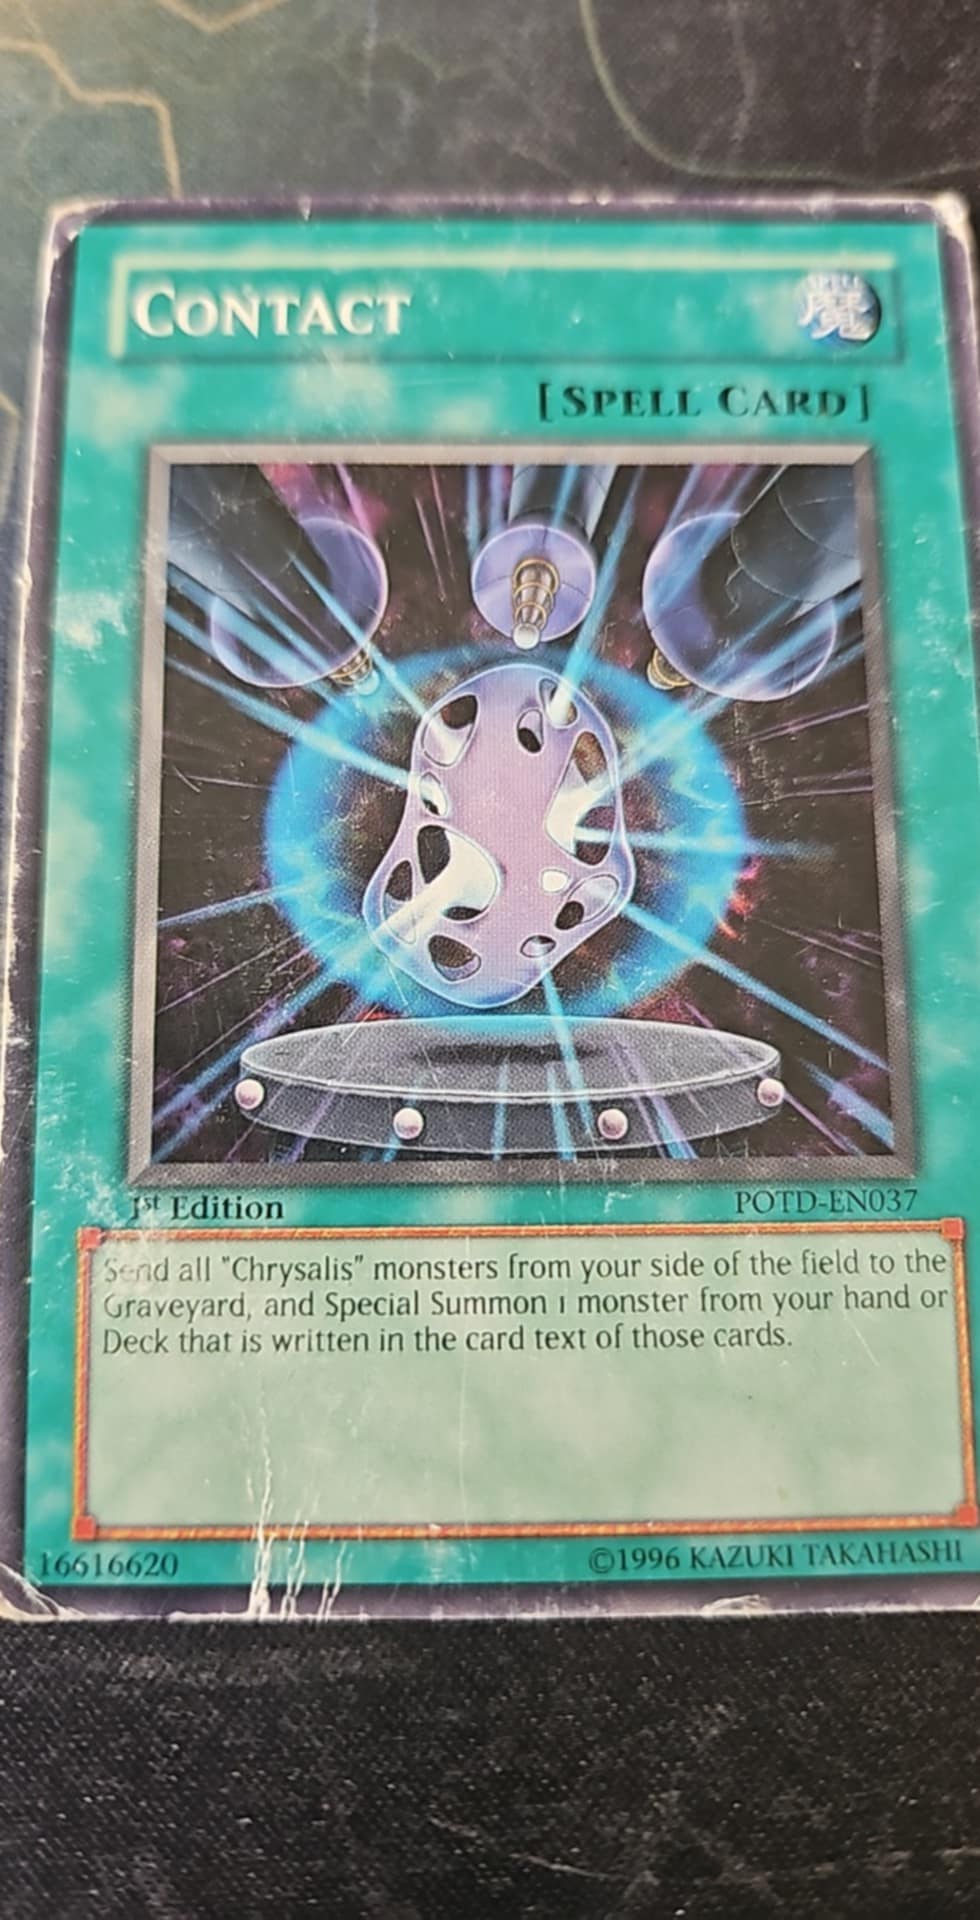 CONTACT
SPELL
魔
[SPELL CARD]
1st Edition
POTD-EN037
Send all "Chrysalis" monsters from your side of the field to the
Graveyard, and Special Summon 1 monster from your hand or
Deck that is written in the card text of those cards.
16616620
©1996 KAZUKI TAKAHASHI